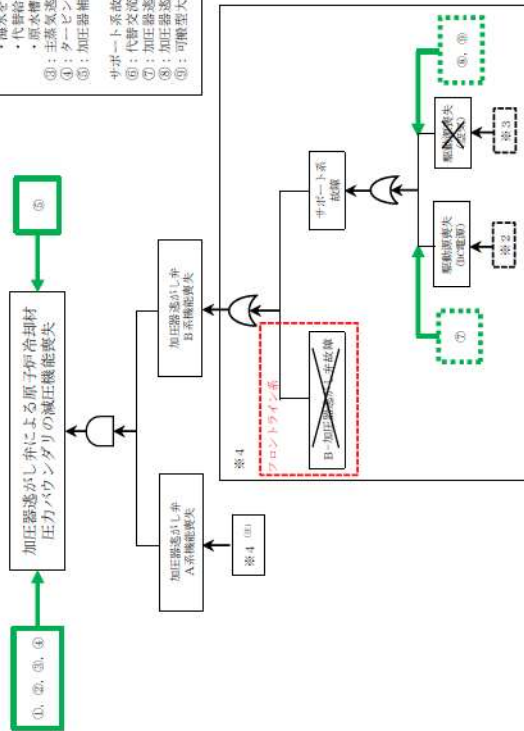 ・海水を
・代替給
・原水槽
③：主蒸気逃
④：タービン
⑤：加圧器補
サポート系故
⑥：代替交流
⑦：加圧器逃
⑧：加圧器逃
⑨：可搬型大
①，②，③，④
加圧器逃がし弁による原子炉冷却材
圧力バウンダリの減圧機能喪失
⑤
加圧器逃がし弁
A系機能喪失
加圧器逃がし弁
B系機能喪失
※4
※4
フロントライン系
B-加圧器逃がし弁故障
サポート系
故障
駆動源喪失
(DC電源)
駆動源喪失
⑦
⑧，⑨
※2
※3